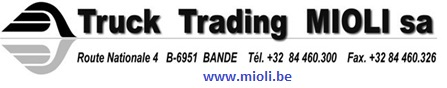 Truck Trading MIOLI sa
Route Nationale 4 B-6951 BANDE Tél. +32 84 460.300 Fax. +32 84 460.326
www.mioli.be